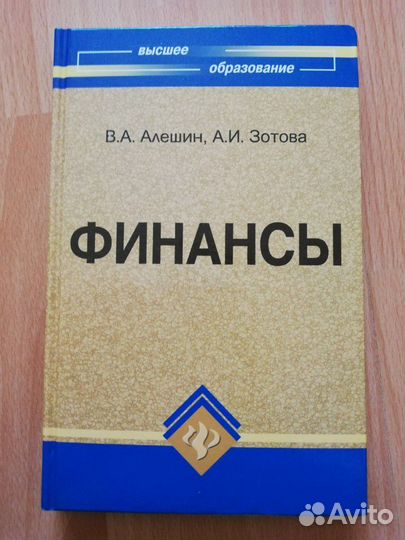 высшее
образование
В.А. Алешин, А.И. Зотова
ФИНАНСЫ
Avito